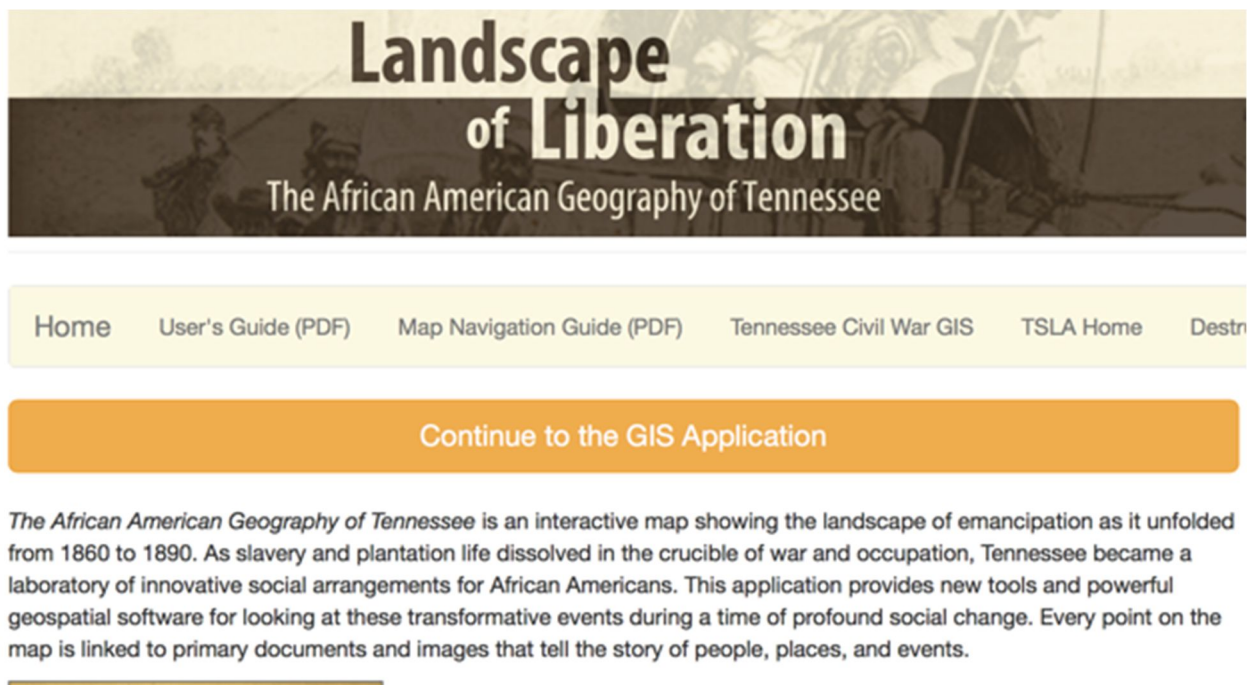 Landscape
of Liberation
The African American Geography of Tennessee
Home User's Guide (PDF) Map Navigation Guide (PDF) Tennessee Civil War GIS TSLA Home Destr
Continue to the GIS Application
The African American Geography of Tennessee is an interactive map showing the landscape of emancipation as it unfolded
from 1860 to 1890. As slavery and plantation life dissolved in the crucible of war and occupation, Tennessee became a
laboratory of innovative social arrangements for African Americans. This application provides new tools and powerful
geospatial software for looking at these transformative events during a time of profound social change. Every point on the
map is linked to primary documents and images that tell the story of people, places, and events.